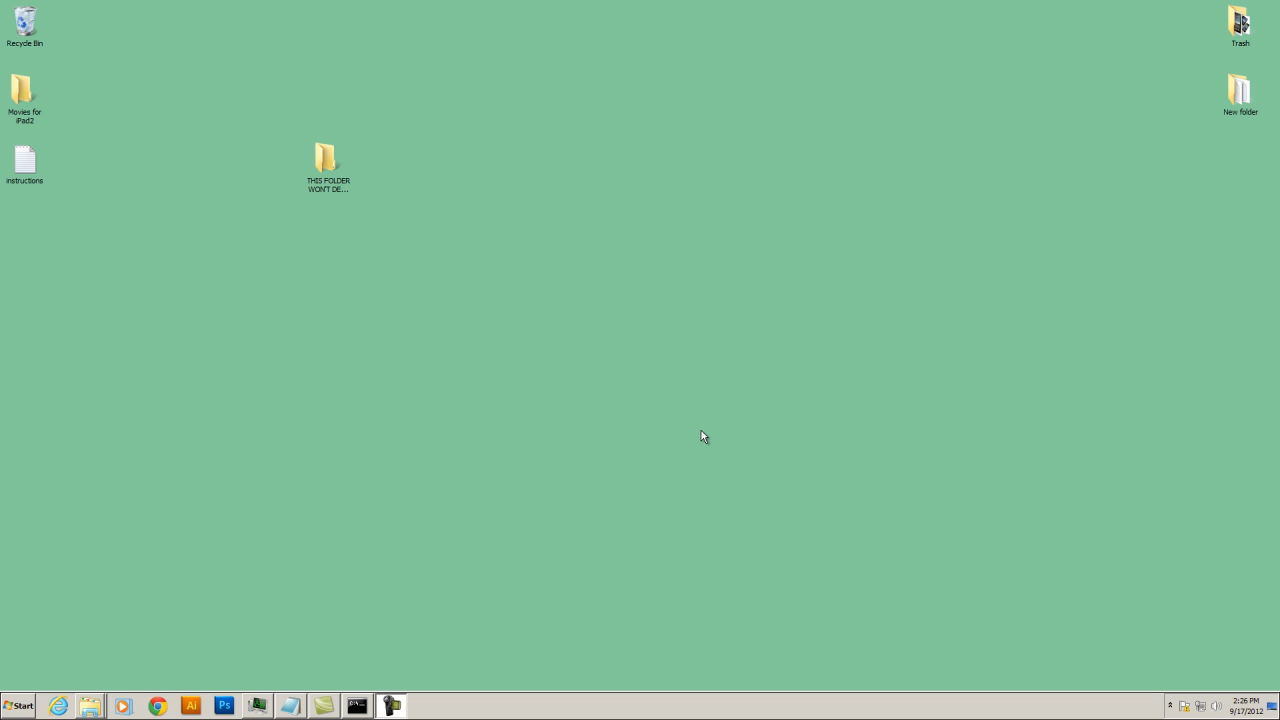 Recycle Bin
Trash
Movies for
iPad2
New folder
instructions
THIS FOLDER
WON'T DE...
Start
Ai
Ps
C:\.
2:26 PM
9/17/2012